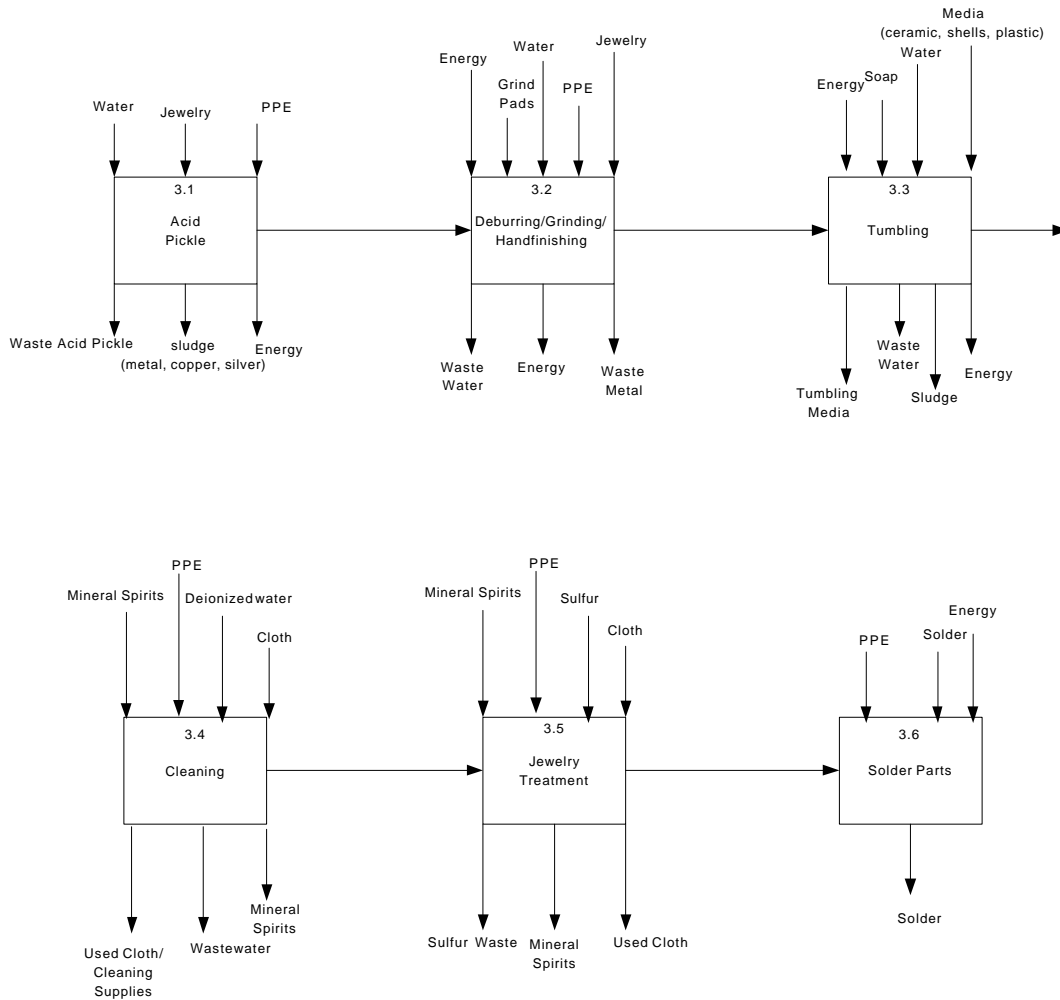 Media
(ceramic, shells, plastic)
Water
Jewelry
Water
Energy
Grind
Pads
PPE
Energy
Soap
Water
Jewelry
PPE
3.1
Acid
Pickle
3.2
Deburring/Grinding/
Handfinishing
3.3
Tumbling
Waste Acid Pickle
sludge
(metal, copper, silver)
Energy
Waste
Water
Energy
Waste
Metal
Tumbling
Media
Waste
Water
Sludge
Energy
Mineral Spirits
PPE
Deionized water
Cloth
Mineral Spirits
PPE
Sulfur
Cloth
PPE
Solder
Energy
3.4
Cleaning
3.5
Jewelry
Treatment
3.6
Solder Parts
Used Cloth/
Cleaning
Supplies
Wastewater
Mineral
Spirits
Sulfur Waste
Mineral
Spirits
Used Cloth
Solder